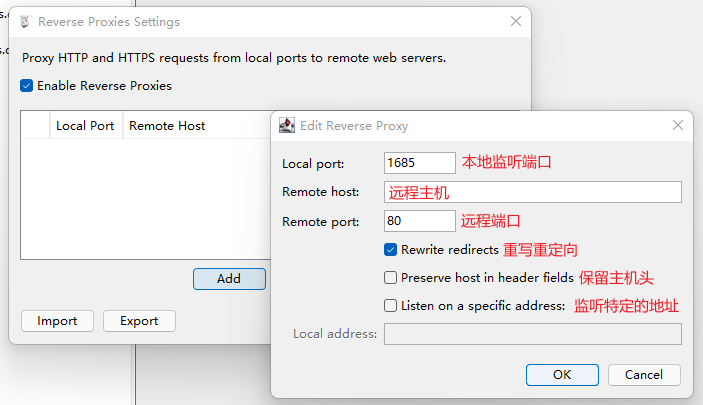 Reverse Proxies Settings
Proxy HTTP and HTTPS requests from local ports to remote web servers.
Enable Reverse Proxies
Local Port Remote Host
Add
Import Export
Edit Reverse Proxy
Local port: 1685 本地监听端口
Remote host: 远程主机
Remote port: 80 远程端口
Rewrite redirects 重写重定向
Preserve host in header fields 保留主机头
Listen on a specific address: 监听特定的地址
Local address:
OK Cancel